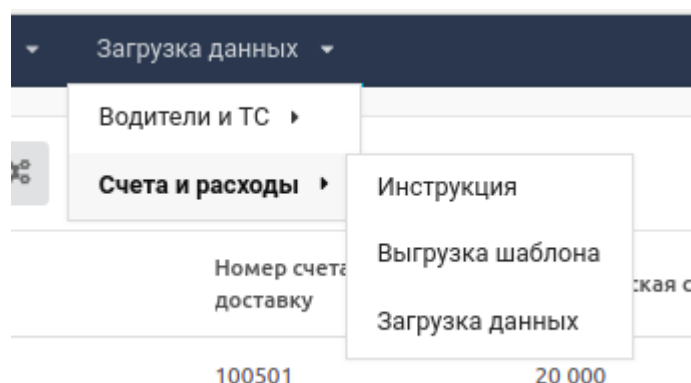 Загрузка данных
Водители и ТС
Счета и расходы
Инструкция
Выгрузка шаблона
Загрузка данных
Номер счета
доставку
100501
20 000